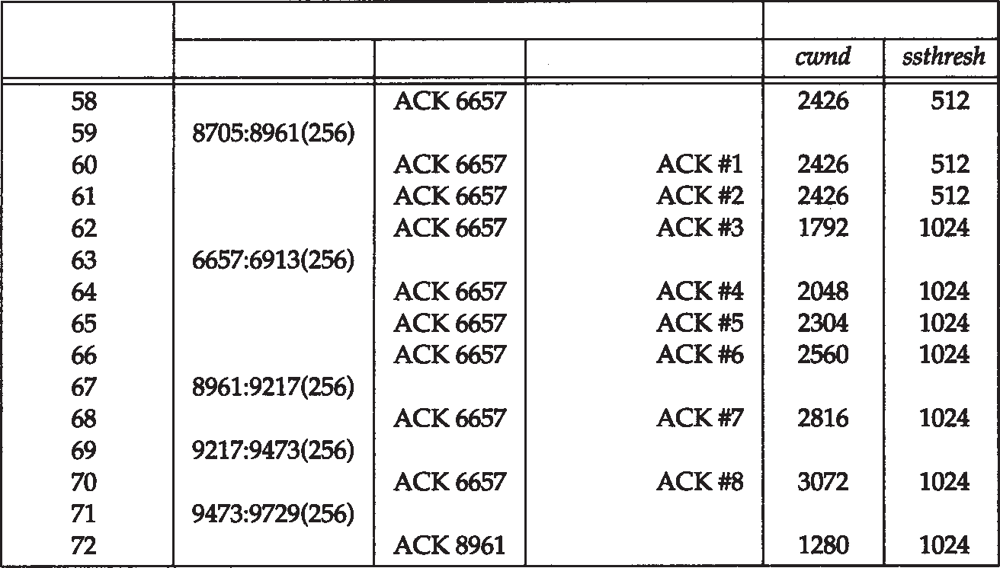 cwnd ssthresh
58 ACK 6657 2426 512
59 8705:8961(256)
60 ACK 6657 ACK #1 2426 512
61 ACK 6657 ACK #2 2426 512
62 ACK 6657 ACK #3 1792 1024
63 6657:6913(256)
64 ACK 6657 ACK #4 2048 1024
65 ACK 6657 ACK #5 2304 1024
66 ACK 6657 ACK #6 2560 1024
67 8961:9217(256)
68 ACK 6657 ACK #7 2816 1024
69 9217:9473(256)
70 ACK 6657 ACK #8 3072 1024
71 9473:9729(256)
72 ACK 8961 1280 1024